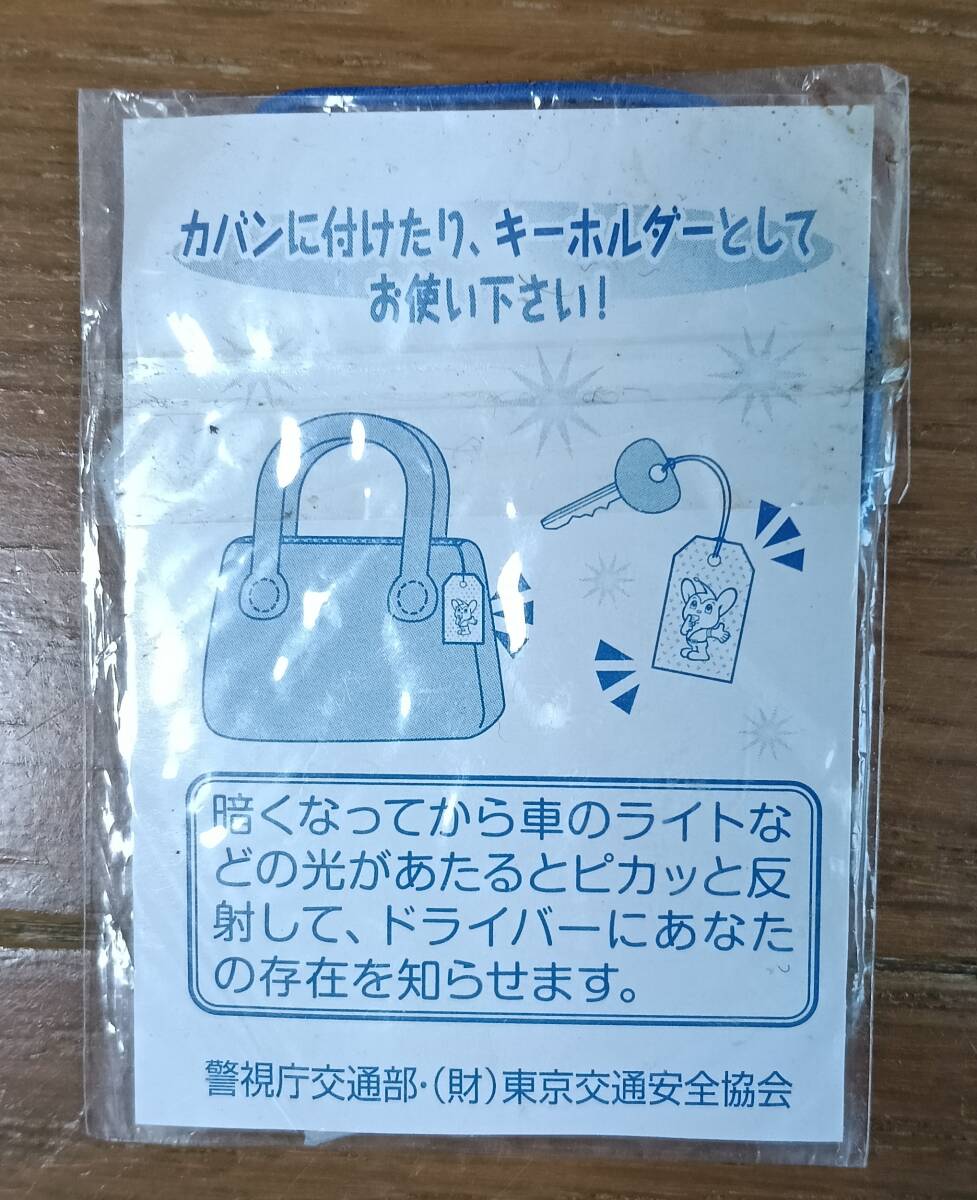 カバンに付けたり、キーホルダーとして
お使い下さい!
暗くなってから車のライトな
どの光があたるとピカッと反
射して、ドライバーにあなた
の存在を知らせます。
警視庁交通部・(財)東京交通安全協会